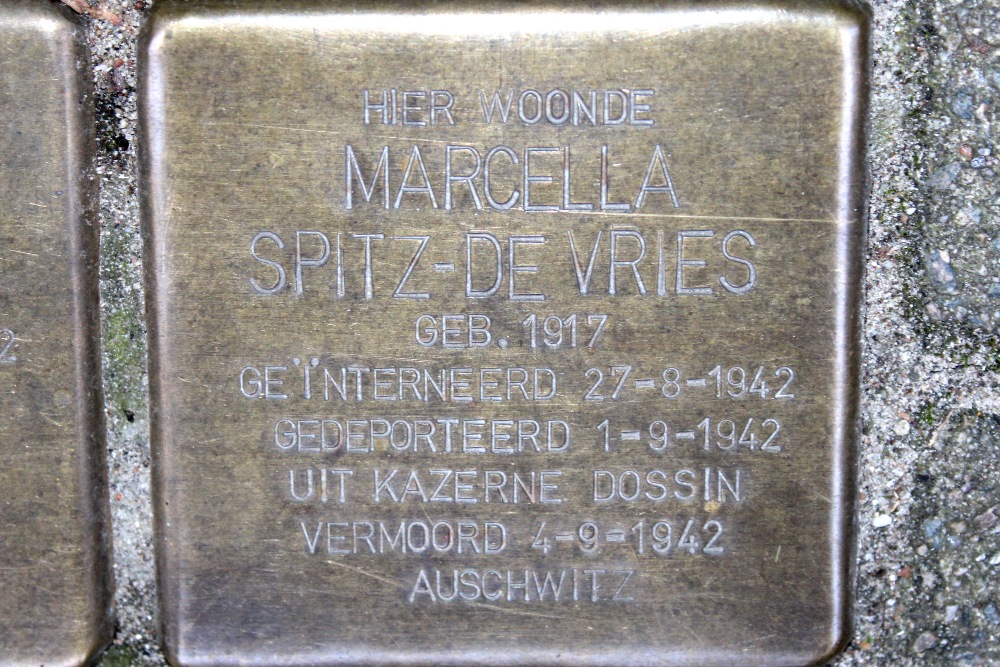 HIER WOONDE
MARCELLA
SPITZ-DE VRIES
GEB. 1917
GEÏNTERNEERD 27-8-1942
GEDEPORTEERD 1-9-1942
UIT KAZERNE DOSSIN
VERMOORD 4-9-1942
AUSCHWITZ
2